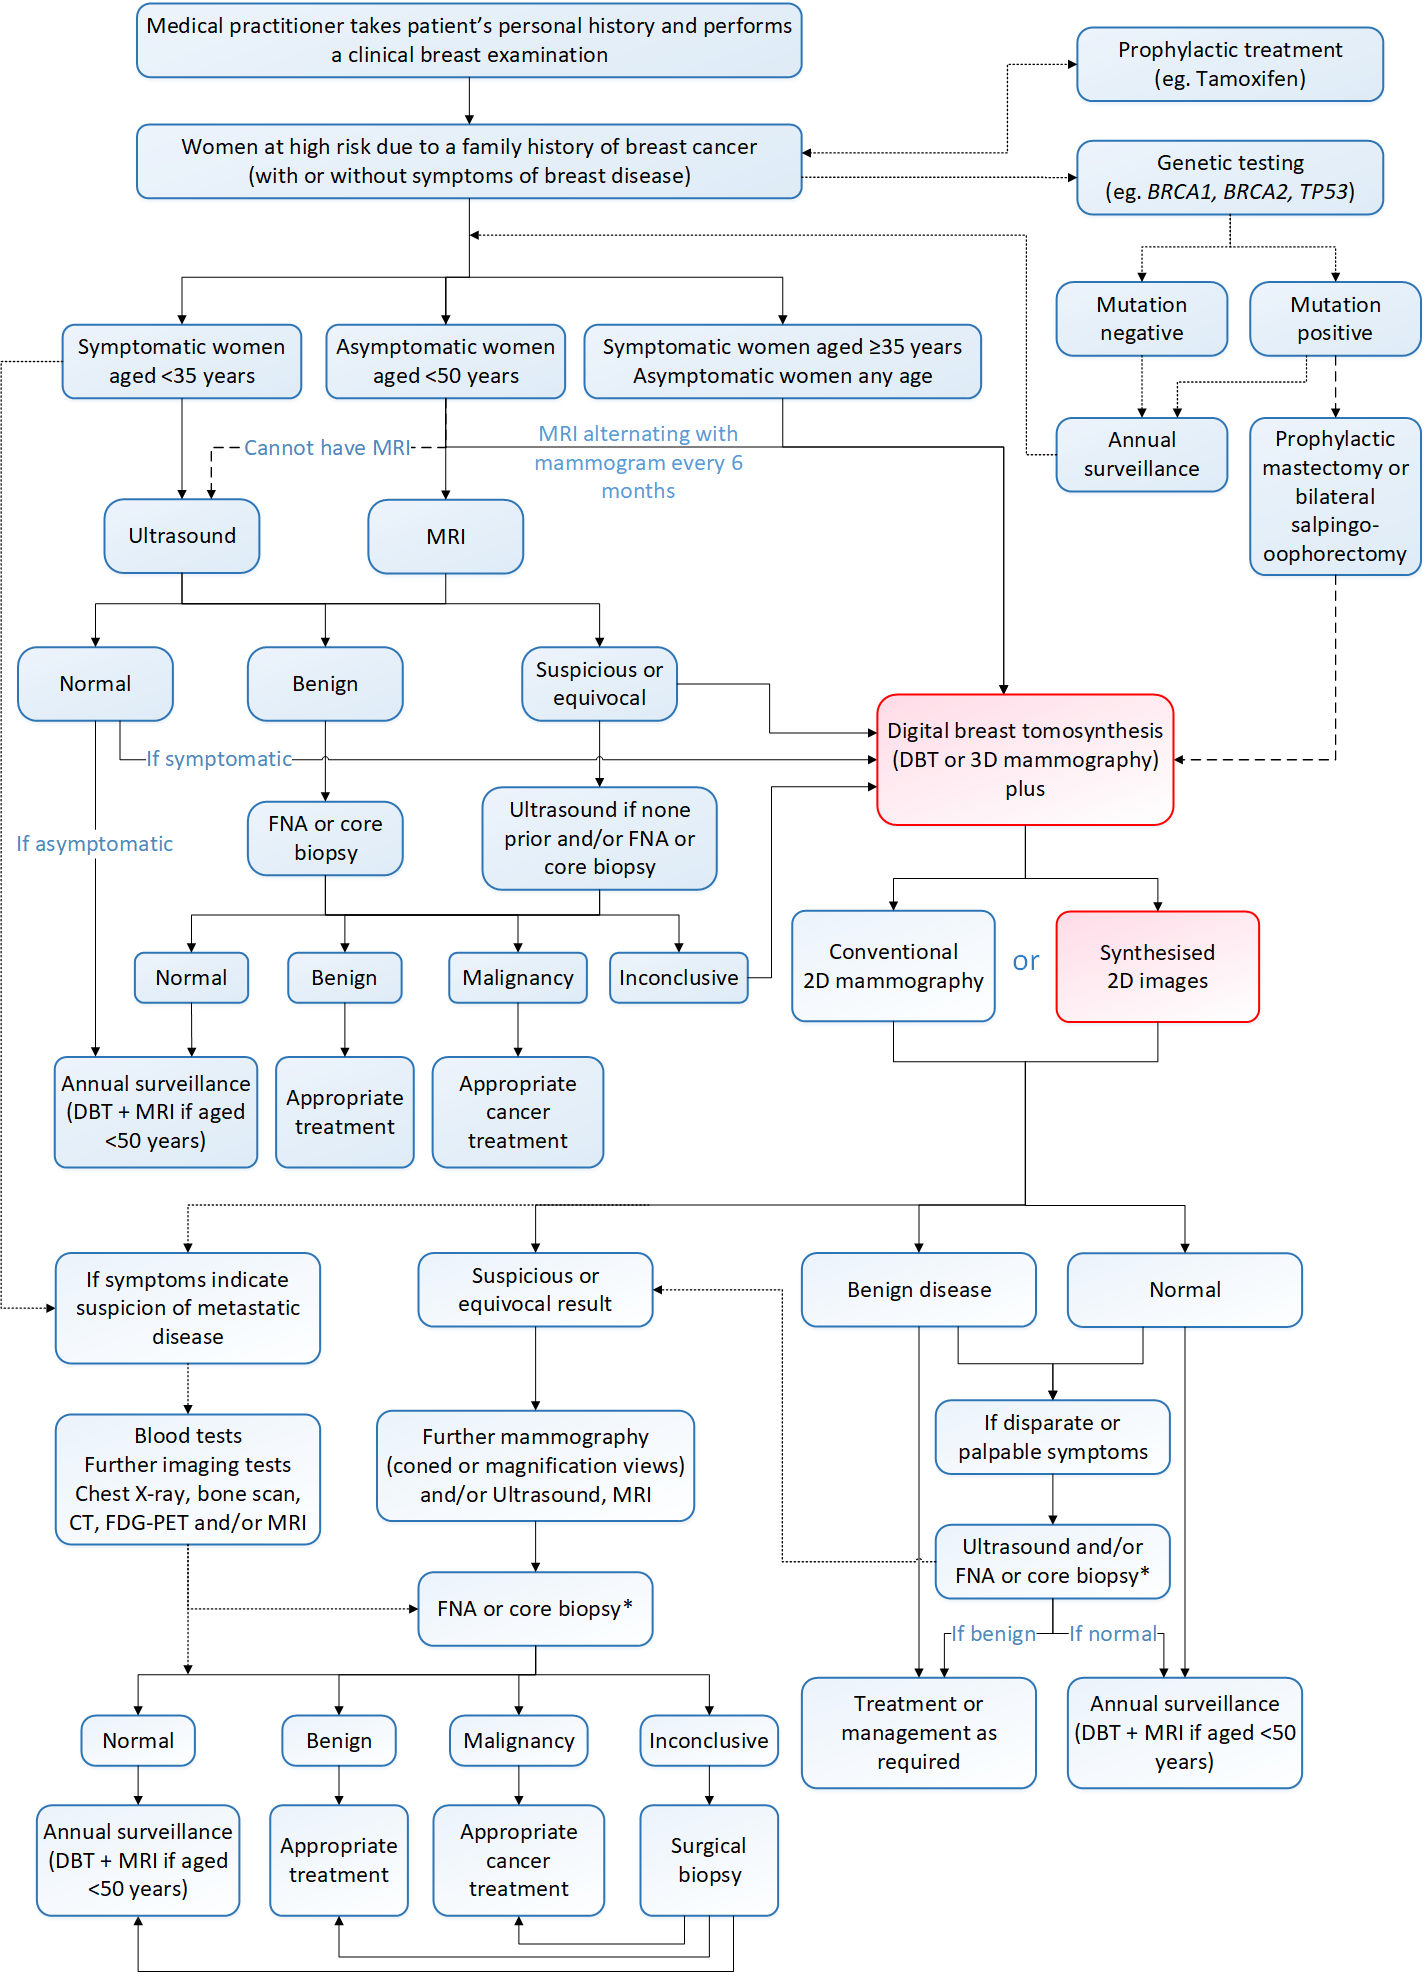 Medical practitioner takes patient’s personal history and performs
a clinical breast examination
Prophylactic treatment
(eg. Tamoxifen)
Women at high risk due to a family history of breast cancer
(with or without symptoms of breast disease)
Genetic testing
(eg. BRCA1, BRCA2, TP53)
Mutation
negative
Mutation
positive
Symptomatic women
aged <35 years
Asymptomatic women
aged <50 years
Symptomatic women aged ≥35 years
Asymptomatic women any age
Cannot have MRI
MRI alternating with
mammogram every 6
months
Annual
surveillance
Prophylactic
mastectomy or
bilateral
salpingo-
oophorectomy
Ultrasound
MRI
Normal
Benign
Suspicious or
equivocal
Digital breast tomosynthesis
(DBT or 3D mammography)
plus
If symptomatic
If asymptomatic
FNA or core
biopsy
Ultrasound if none
prior and/or FNA or
core biopsy
Normal
Benign
Malignancy
Inconclusive
Conventional
2D mammography
or
Synthesised
2D images
Annual surveillance
(DBT + MRI if aged
<50 years)
Appropriate
treatment
Appropriate
cancer
treatment
If symptoms indicate
suspicion of metastatic
disease
Suspicious or
equivocal result
Benign disease
Normal
Blood tests
Further imaging tests
Chest X-ray, bone scan,
CT, FDG-PET and/or MRI
Further mammography
(coned or magnification views)
and/or Ultrasound, MRI
If disparate or
palpable symptoms
Ultrasound and/or
FNA or core biopsy*
FNA or core biopsy*
If benign
If normal
Normal
Benign
Malignancy
Inconclusive
Treatment or
management as
required
Annual surveillance
(DBT + MRI if aged <50
years)
Annual surveillance
(DBT + MRI if aged
<50 years)
Appropriate
treatment
Appropriate
cancer
treatment
Surgical
biopsy